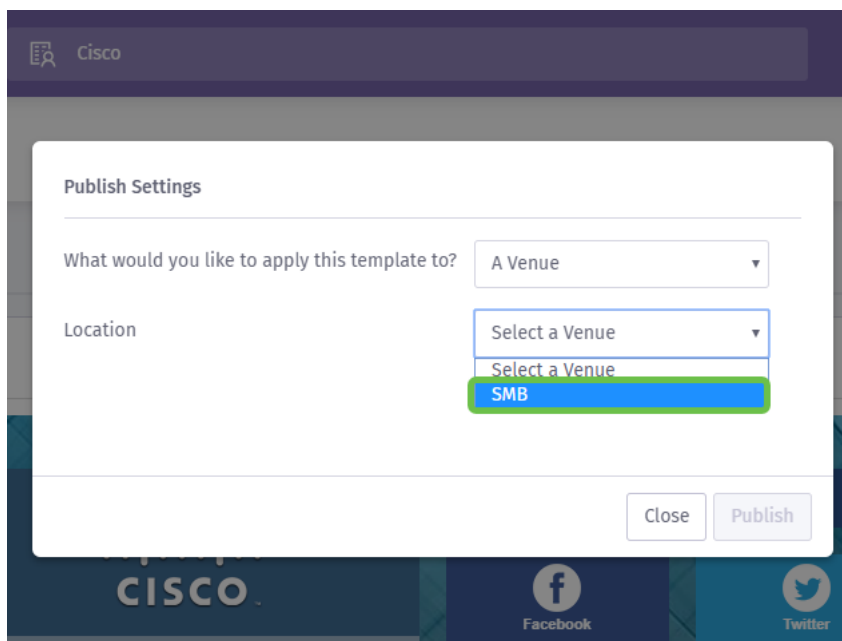 Cisco
Publish Settings
What would you like to apply this template to?
A Venue
Location
Select a Venue
Select a Venue
SMB
Close
Publish
CISCO
Facebook
Twitter